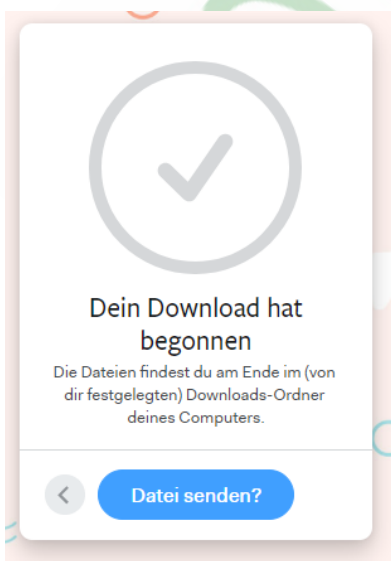 Dein Download hat
begonnen
Die Dateien findest du am Ende im (von
dir festgelegten) Downloads-Ordner
deines Computers.
Datei senden?